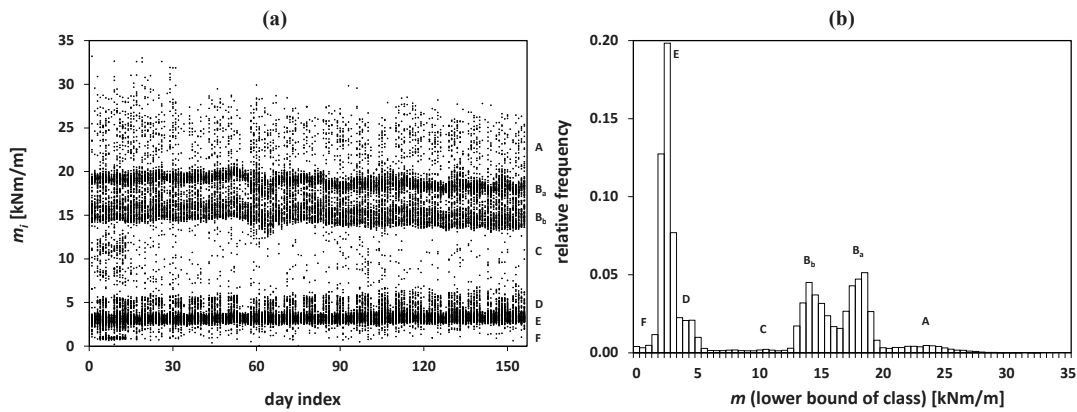 (a)
35
30
25
20
15
10
5
0
0 30 60 90 120 150
m_i [kNm/m]
day index
A
B_a
B_b
C
D
E
F
(b)
0.20
0.15
0.10
0.05
0.00
0 5 10 15 20 25 30 35
relative frequency
m (lower bound of class) [kNm/m]
E
F
D
C
B_b
B_a
A